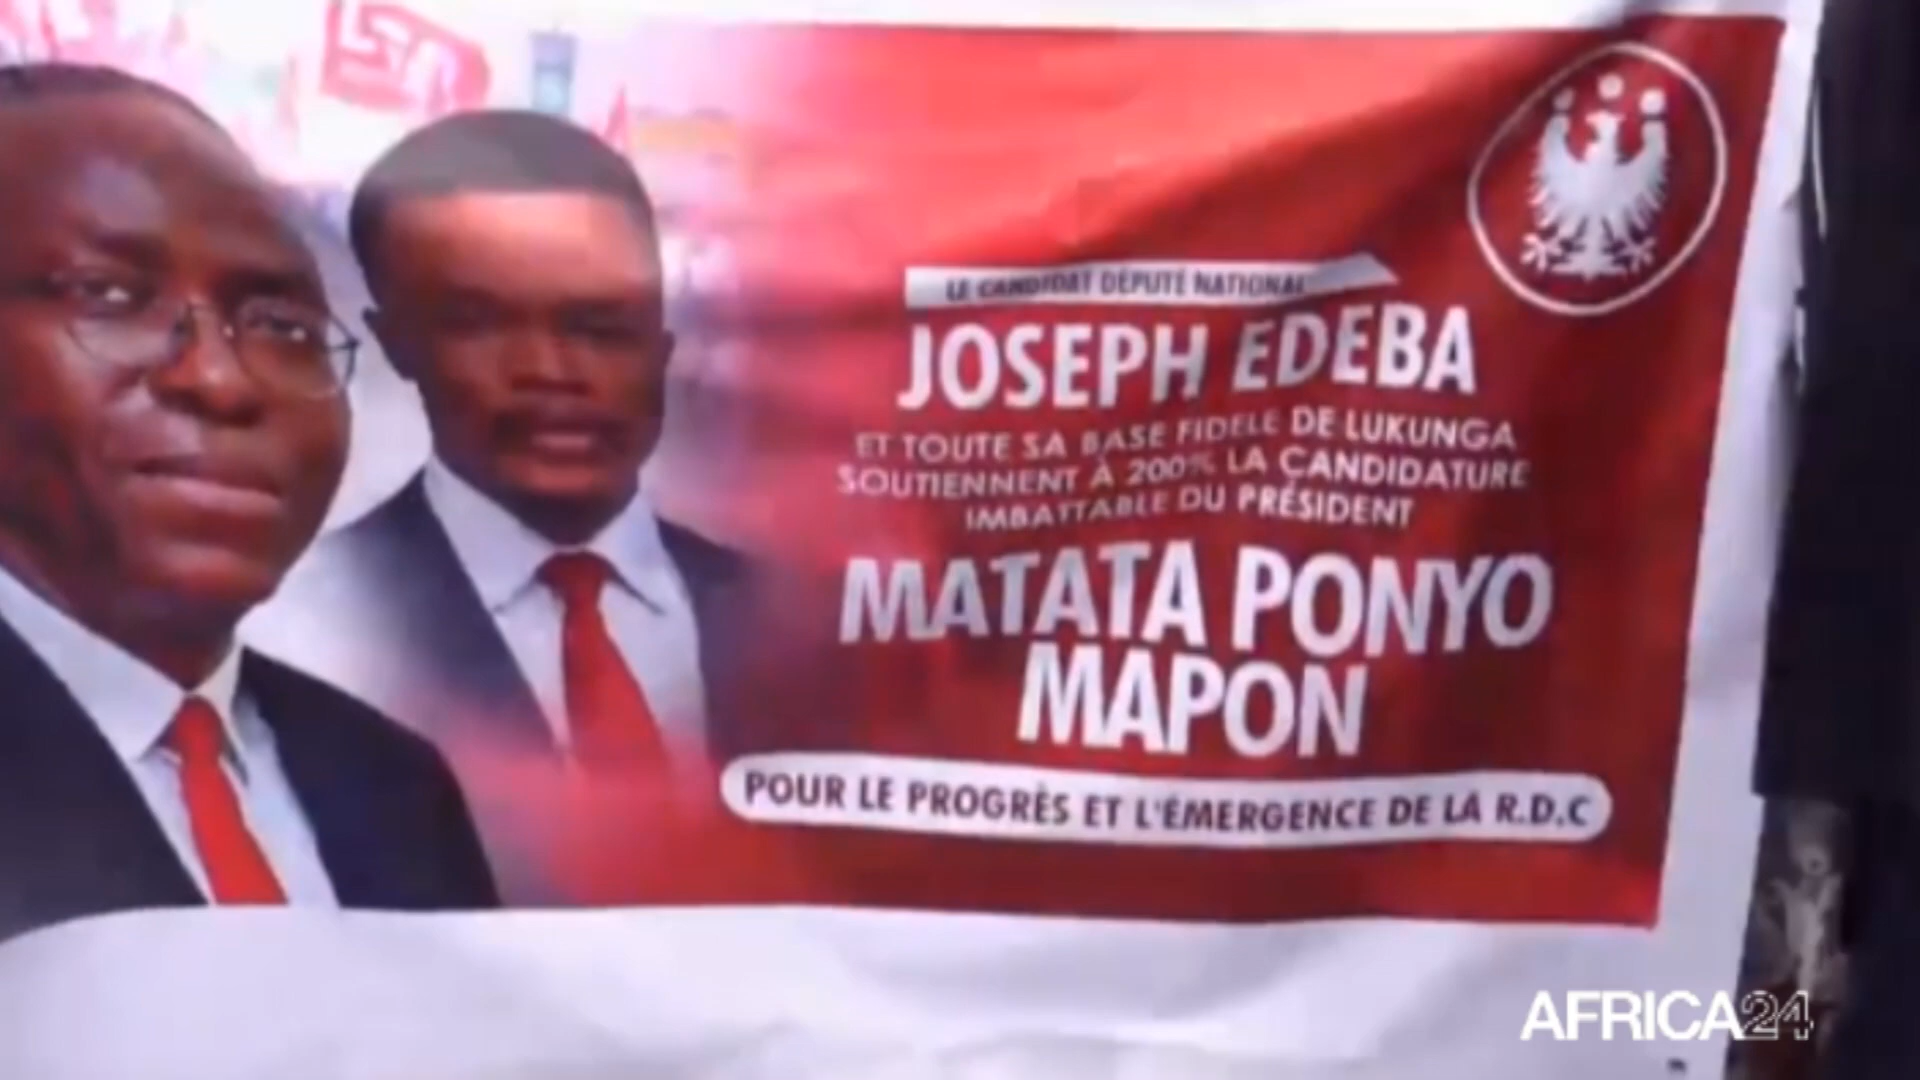 LE CANDIDAT DÉPUTÉ NATIONAL
JOSEPH EDEBA
ET TOUTE SA BASE FIDELE DE LUKUNGA
SOUTIENNENT À 200% LA CANDIDATURE
IMBATTABLE DU PRÉSIDENT
MATATA PONYO
MAPON
POUR LE PROGRÈS ET L'ÉMERGENCE DE LA R.D.C
AFRICA24